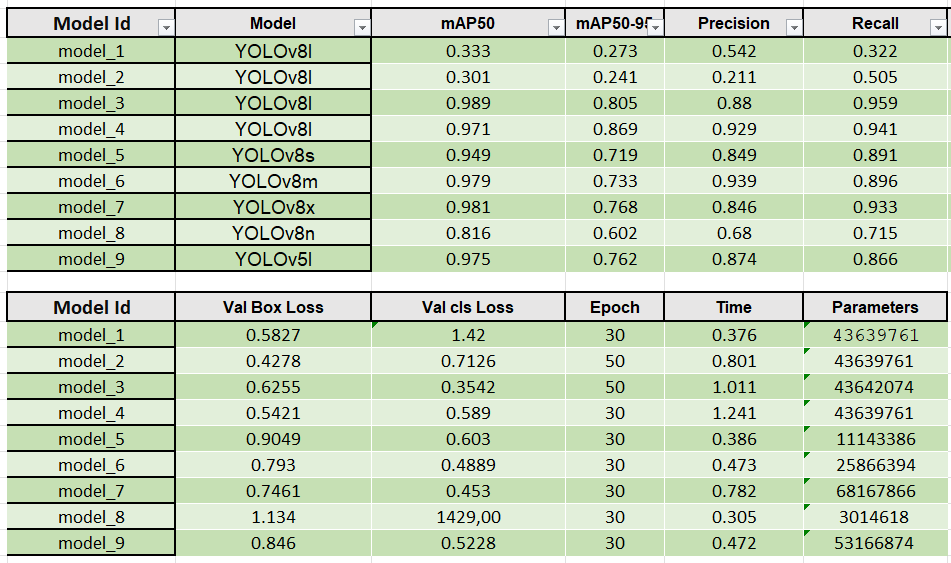 Model Id Model mAP50 mAP50-95 Precision Recall
model_1 YOLOv8l 0.333 0.273 0.542 0.322
model_2 YOLOv8l 0.301 0.241 0.211 0.505
model_3 YOLOv8l 0.989 0.805 0.88 0.959
model_4 YOLOv8l 0.971 0.869 0.929 0.941
model_5 YOLOv8s 0.949 0.719 0.849 0.891
model_6 YOLOv8m 0.979 0.733 0.939 0.896
model_7 YOLOv8x 0.981 0.768 0.846 0.933
model_8 YOLOv8n 0.816 0.602 0.68 0.715
model_9 YOLOv5l 0.975 0.762 0.874 0.866
Model Id Val Box Loss Val cls Loss Epoch Time Parameters
model_1 0.5827 1.42 30 0.376 43639761
model_2 0.4278 0.7126 50 0.801 43639761
model_3 0.6255 0.3542 50 1.011 43642074
model_4 0.5421 0.589 30 1.241 43639761
model_5 0.9049 0.603 30 0.386 11143386
model_6 0.793 0.4889 30 0.473 25866394
model_7 0.7461 0.453 30 0.782 68167866
model_8 1.134 1429,00 30 0.305 3014618
model_9 0.846 0.5228 30 0.472 53166874